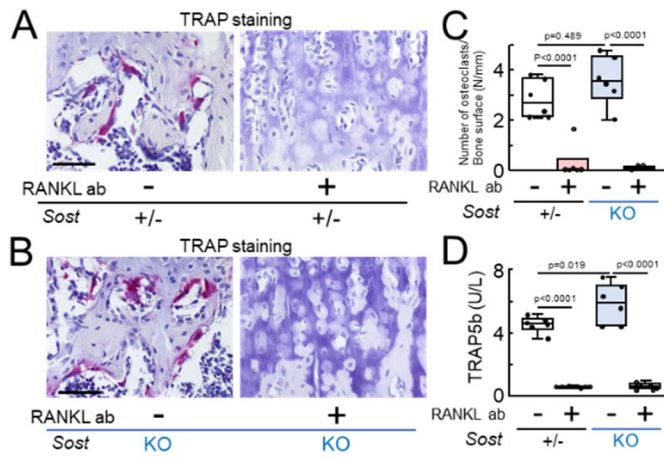 A
TRAP staining
RANKL ab - +
Sost +/- +/-
B
TRAP staining
RANKL ab - +
Sost KO KO
C
p=0.489 p<0.0001
P<0.0001
Number of osteoclasts/
Bone surface (N/mm)
4
2
0
RANKL ab - + - +
Sost +/- KO
D
p=0.019 p<0.0001
p<0.0001
TRAP5b (U/L)
8
4
0
RANKL ab - + - +
Sost +/- KO